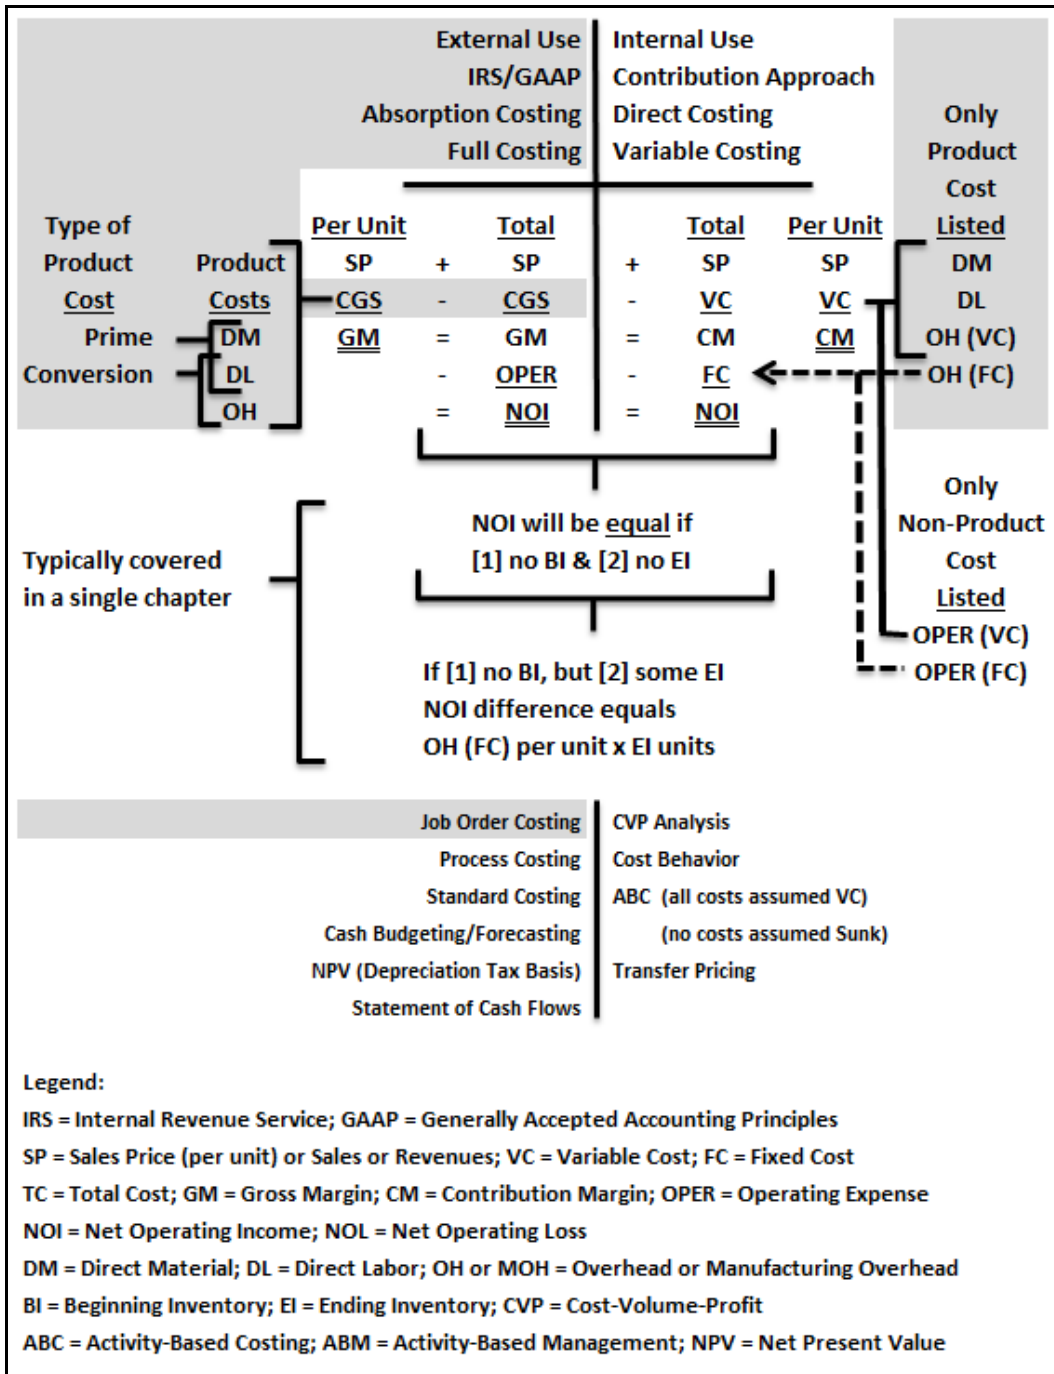 External Use Internal Use
IRS/GAAP Contribution Approach
Absorption Costing Direct Costing Only
Full Costing Variable Costing Product
Cost
Type of Per Unit Total Total Per Unit Listed
Product Product SP + SP + SP SP DM
Cost Costs CGS - CGS - VC VC DL
Prime DM GM = GM = CM CM OH (VC)
Conversion DL - OPER - FC OH (FC)
OH = NOI = NOI
Only
NOI will be equal if Non-Product
Typically covered [1] no BI & [2] no EI Cost
in a single chapter Listed
OPER (VC)
If [1] no BI, but [2] some EI OPER (FC)
NOI difference equals
OH (FC) per unit x EI units
Job Order Costing CVP Analysis
Process Costing Cost Behavior
Standard Costing ABC (all costs assumed VC)
Cash Budgeting/Forecasting (no costs assumed Sunk)
NPV (Depreciation Tax Basis) Transfer Pricing
Statement of Cash Flows
Legend:
IRS = Internal Revenue Service; GAAP = Generally Accepted Accounting Principles
SP = Sales Price (per unit) or Sales or Revenues; VC = Variable Cost; FC = Fixed Cost
TC = Total Cost; GM = Gross Margin; CM = Contribution Margin; OPER = Operating Expense
NOI = Net Operating Income; NOL = Net Operating Loss
DM = Direct Material; DL = Direct Labor; OH or MOH = Overhead or Manufacturing Overhead
BI = Beginning Inventory; EI = Ending Inventory; CVP = Cost-Volume-Profit
ABC = Activity-Based Costing; ABM = Activity-Based Management; NPV = Net Present Value